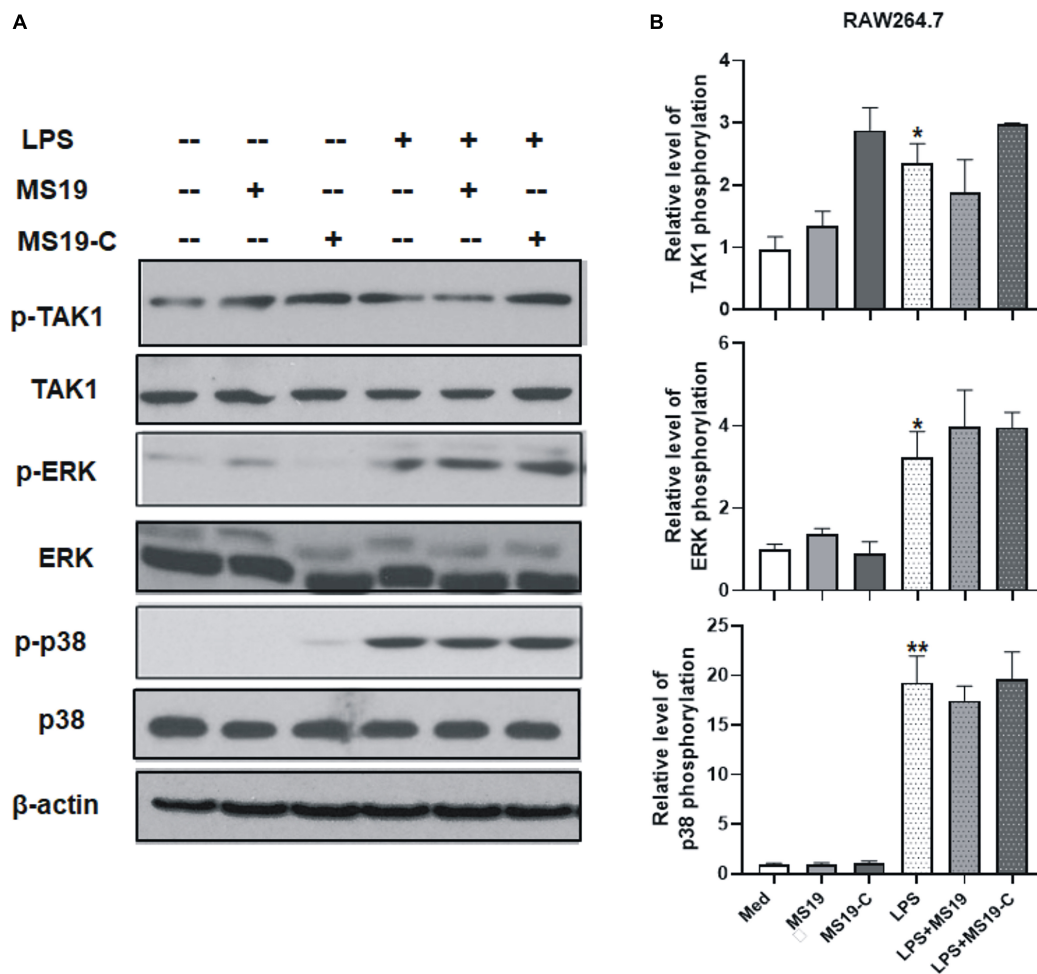 A
LPS -- -- -- + + +
MS19 -- + -- -- + --
MS19-C -- -- + -- -- +
p-TAK1
TAK1
p-ERK
ERK
p-p38
p38
β-actin
B
RAW264.7
Relative level of
TAK1 phosphorylation
4
3
2
1
0
*
Relative level of
ERK phosphorylation
6
4
2
0
*
Relative level of
p38 phosphorylation
25
20
15
10
5
0
**
Med
MS19
MS19-C
LPS
LPS+MS19
LPS+MS19-C